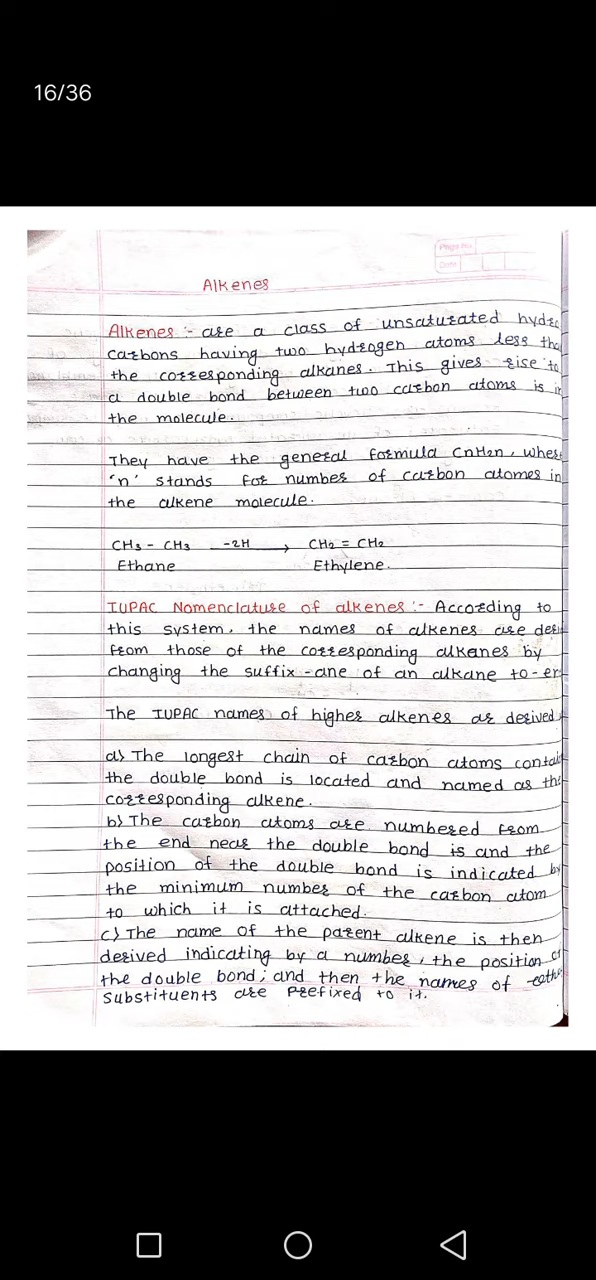 16/36
Page No.
Date
Alkenes
Alkenes :- are a class of unsaturated hydro
carbons having two hydrogen atoms less tha
the corresponding alkanes. This gives rise to
a double bond between two carbon atoms is in
the molecule.
They have the general formula CnH2n, wher
'n' stands for number of carbon atomes in
the alkene molecule.
CH3 - CH3 -2H → CH2 = CH2
Ethane Ethylene.
IUPAC Nomenclature of alkenes :- According to
this system, the names of alkenes are deri
from those of the corresponding alkanes by
changing the suffix -ane of an alkane to -en
The IUPAC names of higher alkenes ar derived
a) The longest chain of carbon atoms contai
the double bond is located and named as the
corresponding alkene.
b) The carbon atoms are numbered from
the end near the double bond is and the
position of the double bond is indicated by
the minimum number of the carbon atom
to which it is attached.
c) The name of the parent alkene is then
derived indicating by a number, the position of
the double bond; and then the names of othe
substituents are prefixed to it.